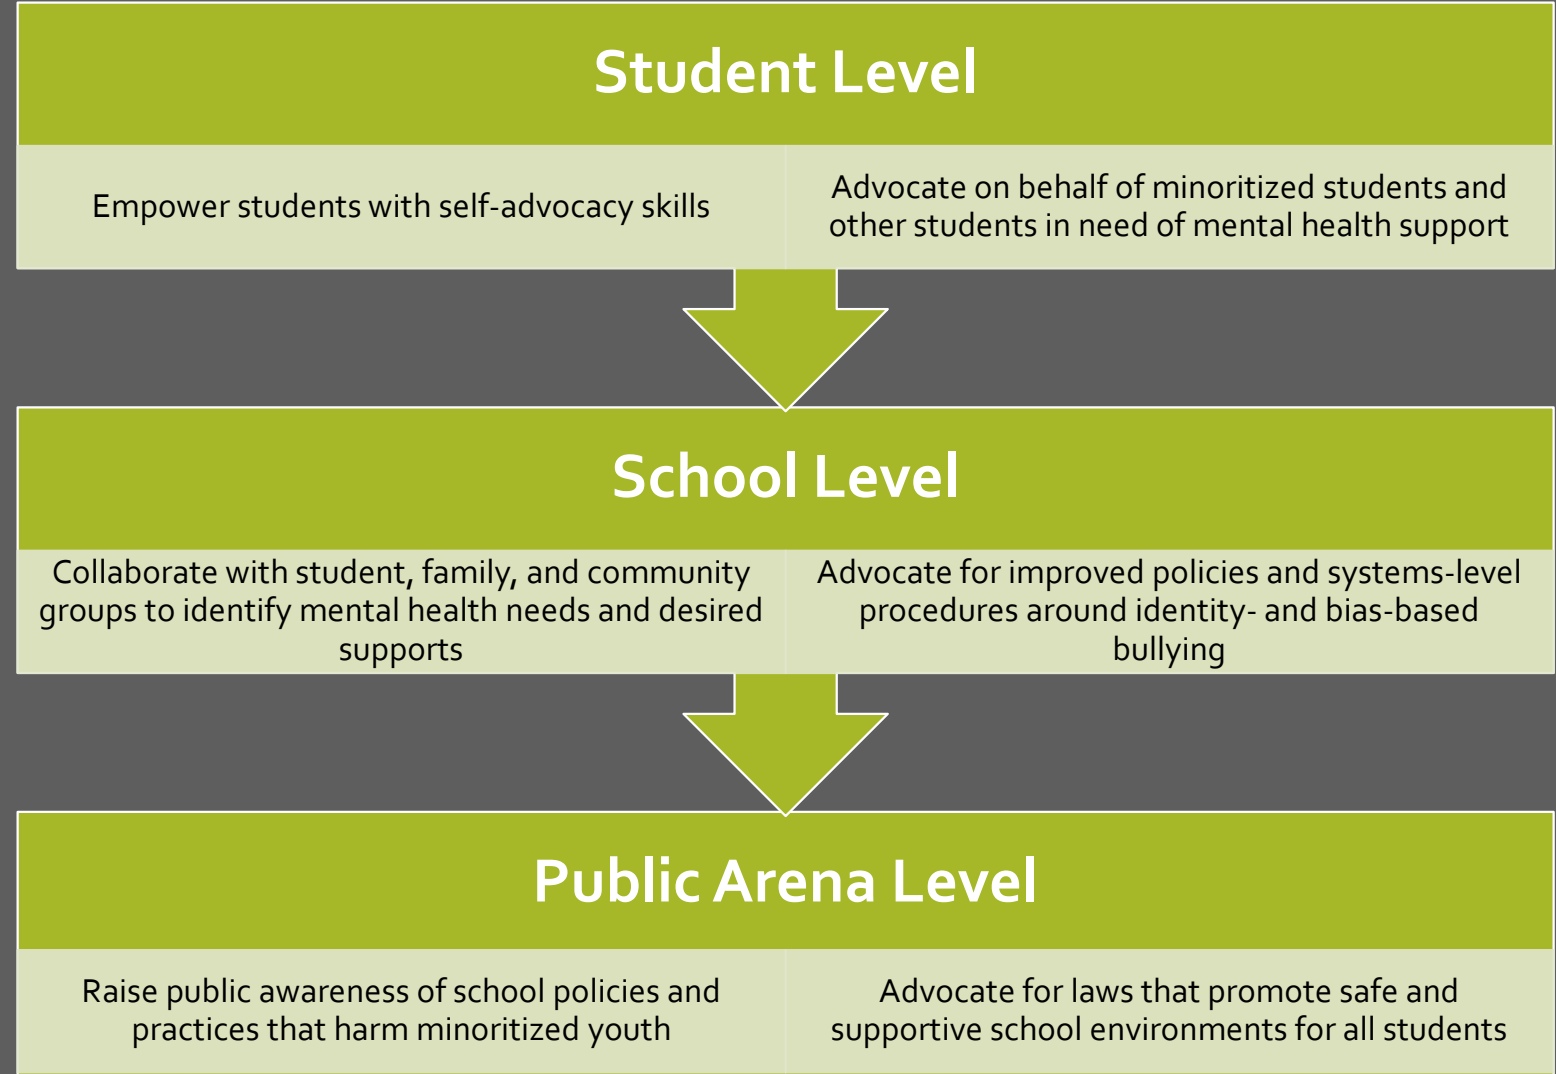 Student Level
Empower students with self-advocacy skills
Advocate on behalf of minoritized students and
other students in need of mental health support
School Level
Collaborate with student, family, and community
groups to identify mental health needs and desired
supports
Advocate for improved policies and systems-level
procedures around identity- and bias-based
bullying
Public Arena Level
Raise public awareness of school policies and
practices that harm minoritized youth
Advocate for laws that promote safe and
supportive school environments for all students